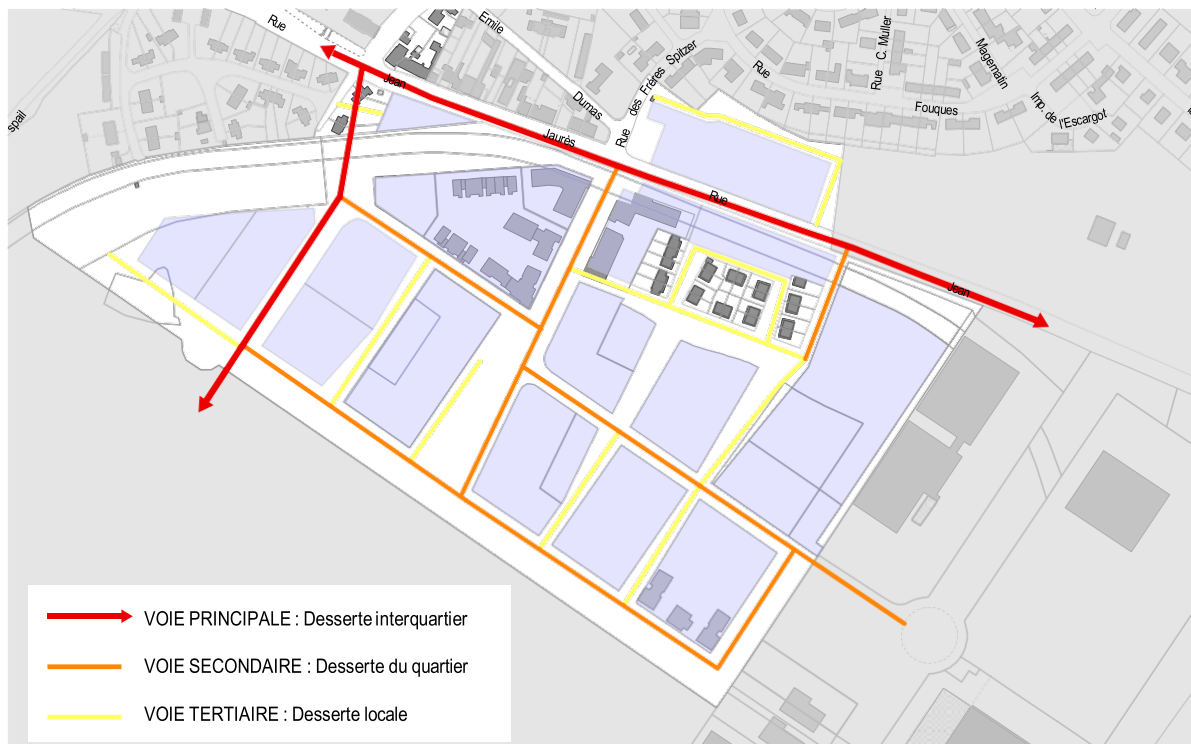 Rue
Emile
Dumas
Rue des Frères Spitzer
Rue
Fouques
Rue C. Muller
Magematin
Imp. de l'Escargot
spail
Jean
Jaurès
Rue
Jean
VOIE PRINCIPALE : Desserte interquartier
VOIE SECONDAIRE : Desserte du quartier
VOIE TERTIAIRE : Desserte locale